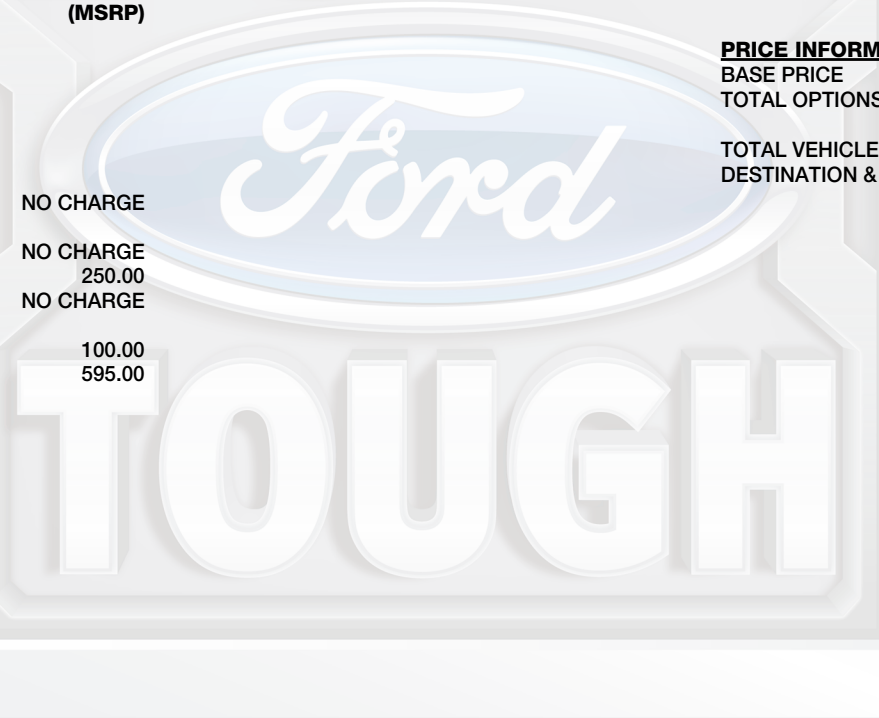 (MSRP)
NO CHARGE
NO CHARGE
250.00
NO CHARGE
100.00
595.00
PRICE INFORM
BASE PRICE
TOTAL OPTIONS
TOTAL VEHICLE
DESTINATION &
Ford
TOUGH